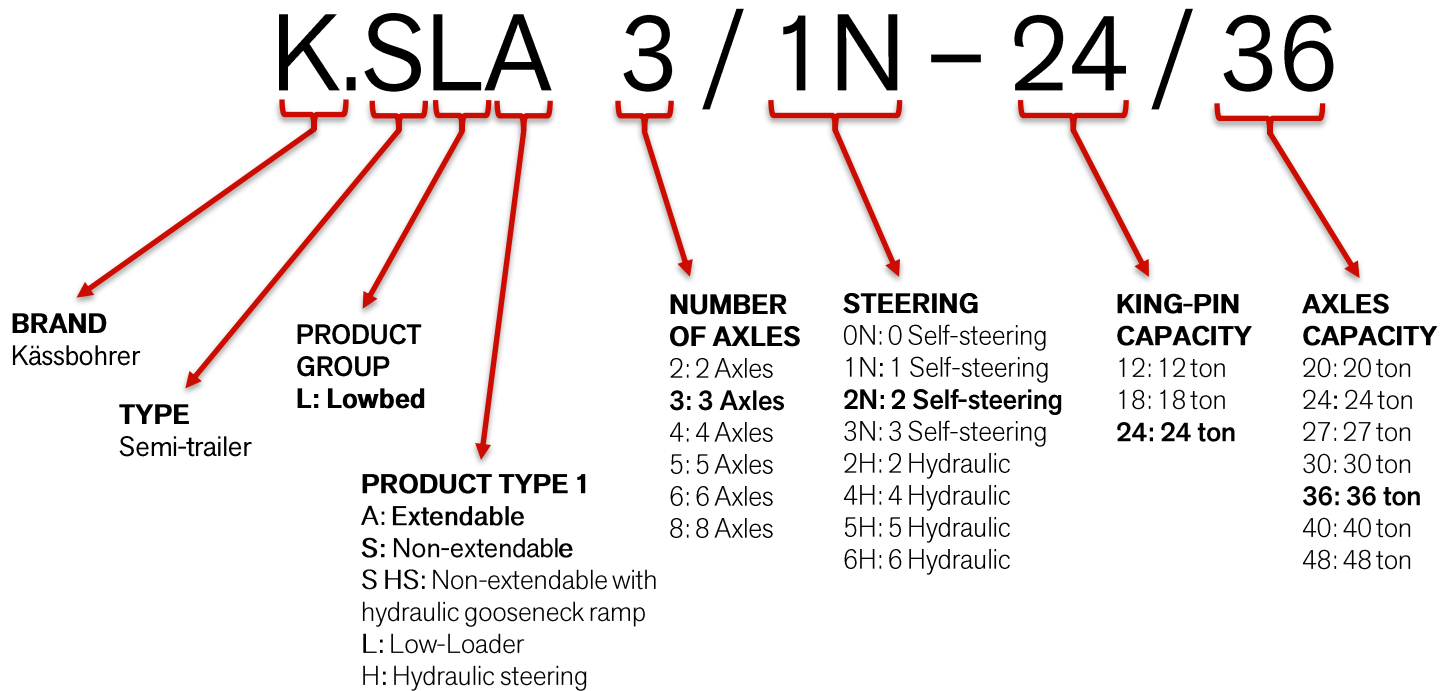 K.SLA 3 / 1N – 24 / 36
BRAND
Kässbohrer
TYPE
Semi-trailer
PRODUCT
GROUP
L: Lowbed
PRODUCT TYPE 1
A: Extendable
S: Non-extendable
S HS: Non-extendable with
hydraulic gooseneck ramp
L: Low-Loader
H: Hydraulic steering
NUMBER
OF AXLES
2: 2 Axles
3: 3 Axles
4: 4 Axles
5: 5 Axles
6: 6 Axles
8: 8 Axles
STEERING
0N: 0 Self-steering
1N: 1 Self-steering
2N: 2 Self-steering
3N: 3 Self-steering
2H: 2 Hydraulic
4H: 4 Hydraulic
5H: 5 Hydraulic
6H: 6 Hydraulic
KING-PIN
CAPACITY
12: 12 ton
18: 18 ton
24: 24 ton
AXLES
CAPACITY
20: 20 ton
24: 24 ton
27: 27 ton
30: 30 ton
36: 36 ton
40: 40 ton
48: 48 ton